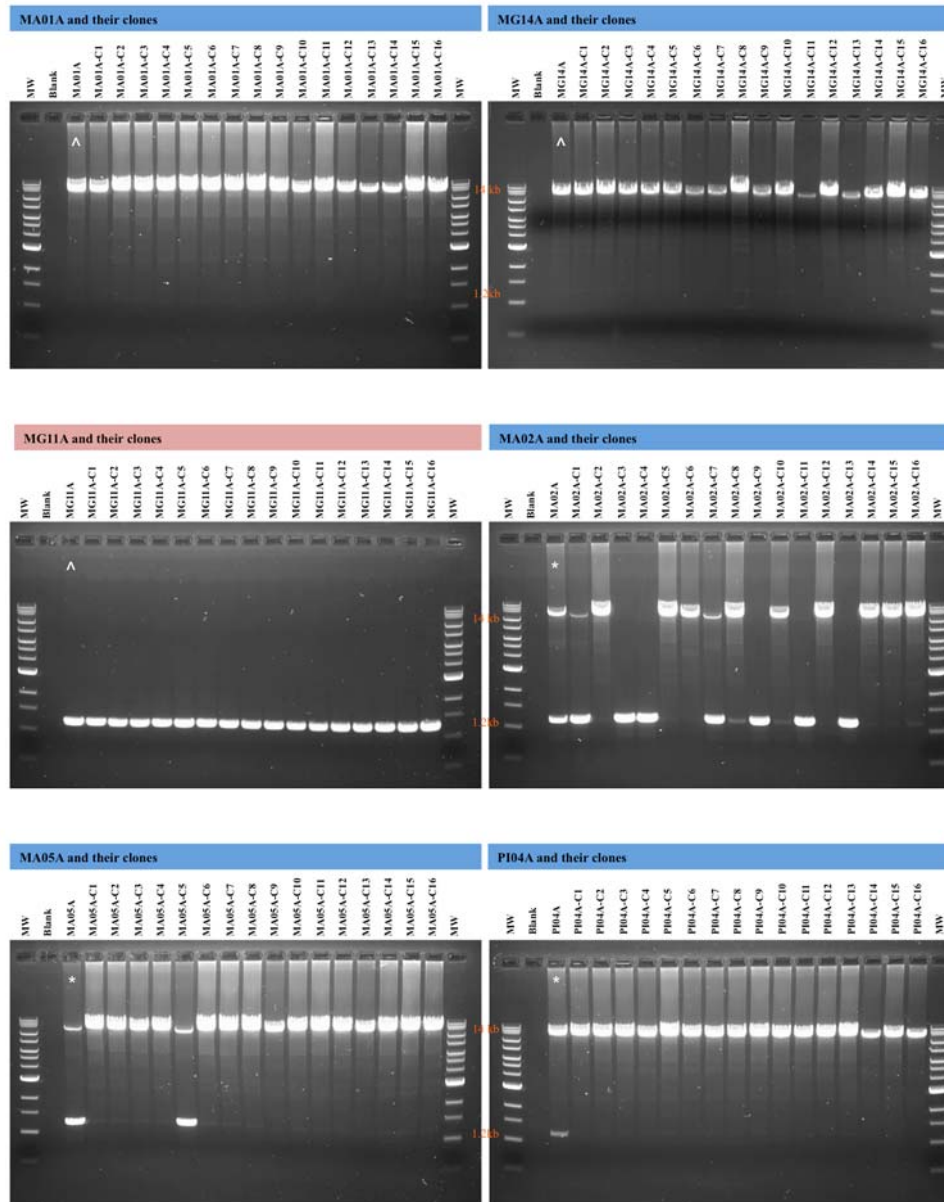 MA01A and their clones
MW Blank MA01A MA01A-C1 MA01A-C2 MA01A-C3 MA01A-C4 MA01A-C5 MA01A-C6 MA01A-C7 MA01A-C8 MA01A-C9 MA01A-C10 MA01A-C11 MA01A-C12 MA01A-C13 MA01A-C14 MA01A-C15 MA01A-C16 MW
^
MG14A and their clones
MW Blank MG14A MG14A-C1 MG14A-C2 MG14A-C3 MG14A-C4 MG14A-C5 MG14A-C6 MG14A-C7 MG14A-C8 MG14A-C9 MG14A-C10 MG14A-C11 MG14A-C12 MG14A-C13 MG14A-C14 MG14A-C15 MG14A-C16 MW
^
1.2kb
MG11A and their clones
MW Blank MG11A MG11A-C1 MG11A-C2 MG11A-C3 MG11A-C4 MG11A-C5 MG11A-C6 MG11A-C7 MG11A-C8 MG11A-C9 MG11A-C10 MG11A-C11 MG11A-C12 MG11A-C13 MG11A-C14 MG11A-C15 MG11A-C16 MW
^
MA02A and their clones
MW Blank MA02A MA02A-C1 MA02A-C2 MA02A-C3 MA02A-C4 MA02A-C5 MA02A-C6 MA02A-C7 MA02A-C8 MA02A-C9 MA02A-C10 MA02A-C11 MA02A-C12 MA02A-C13 MA02A-C14 MA02A-C15 MA02A-C16 MW
*
1.2kb
MA05A and their clones
MW Blank MA05A MA05A-C1 MA05A-C2 MA05A-C3 MA05A-C4 MA05A-C5 MA05A-C6 MA05A-C7 MA05A-C8 MA05A-C9 MA05A-C10 MA05A-C11 MA05A-C12 MA05A-C13 MA05A-C14 MA05A-C15 MA05A-C16 MW
*
PI04A and their clones
MW Blank PI04A PI04A-C1 PI04A-C2 PI04A-C3 PI04A-C4 PI04A-C5 PI04A-C6 PI04A-C7 PI04A-C8 PI04A-C9 PI04A-C10 PI04A-C11 PI04A-C12 PI04A-C13 PI04A-C14 PI04A-C15 PI04A-C16 MW
*
1.2kb